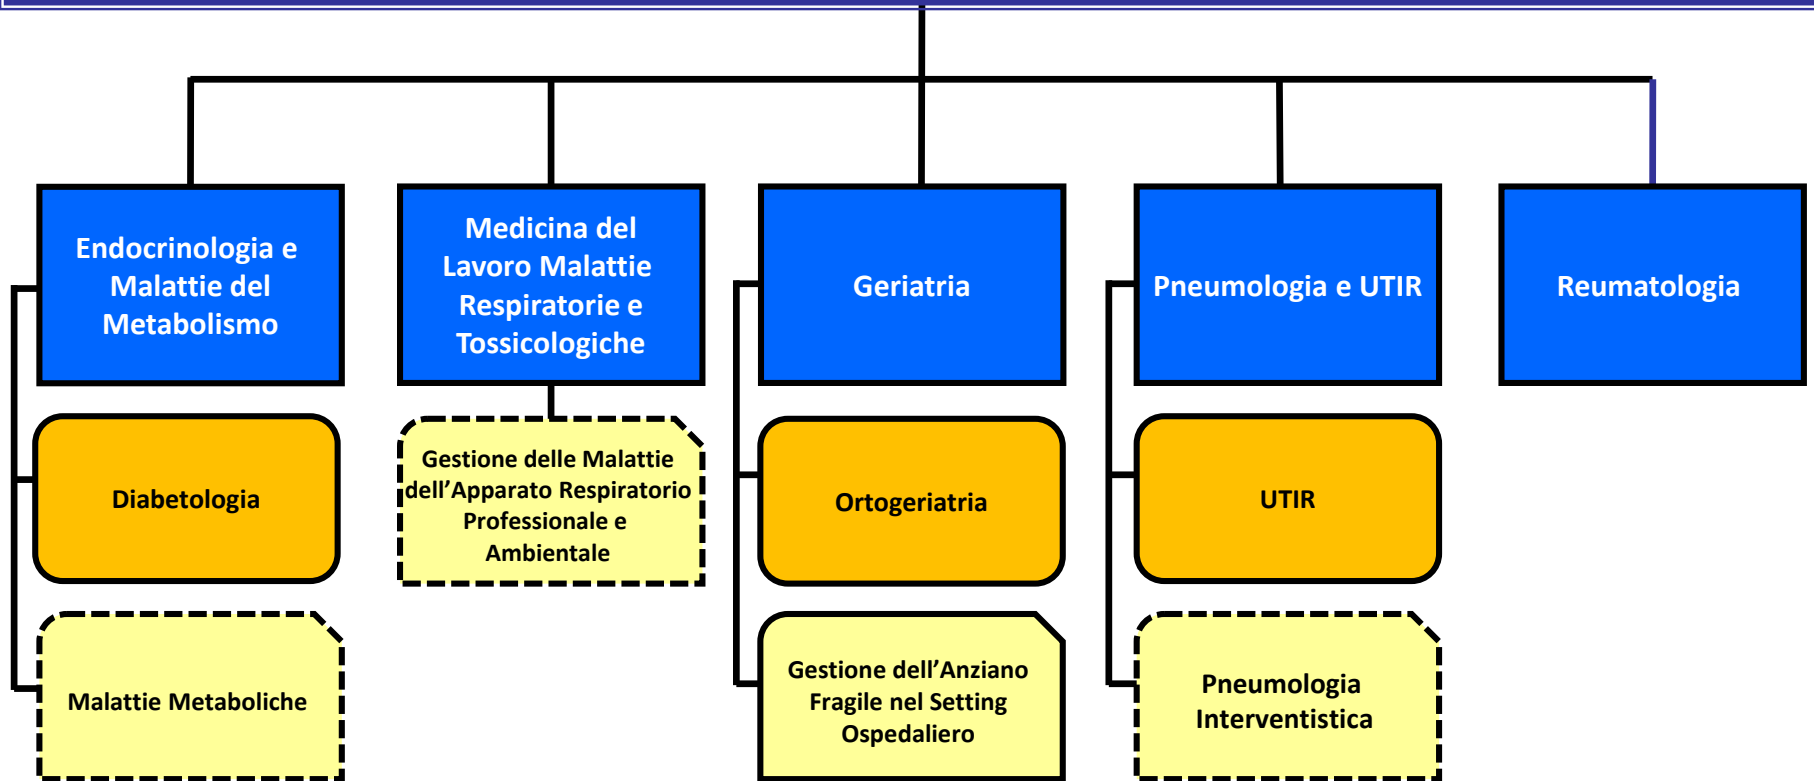 Endocrinologia e
Malattie del
Metabolismo
Medicina del
Lavoro Malattie
Respiratorie e
Tossicologiche
Geriatria
Pneumologia e UTIR
Reumatologia
Diabetologia
Gestione delle Malattie
dell’Apparato Respiratorio
Professionale e
Ambientale
Ortogeriatria
UTIR
Malattie Metaboliche
Gestione dell’Anziano
Fragile nel Setting
Ospedaliero
Pneumologia
Interventistica